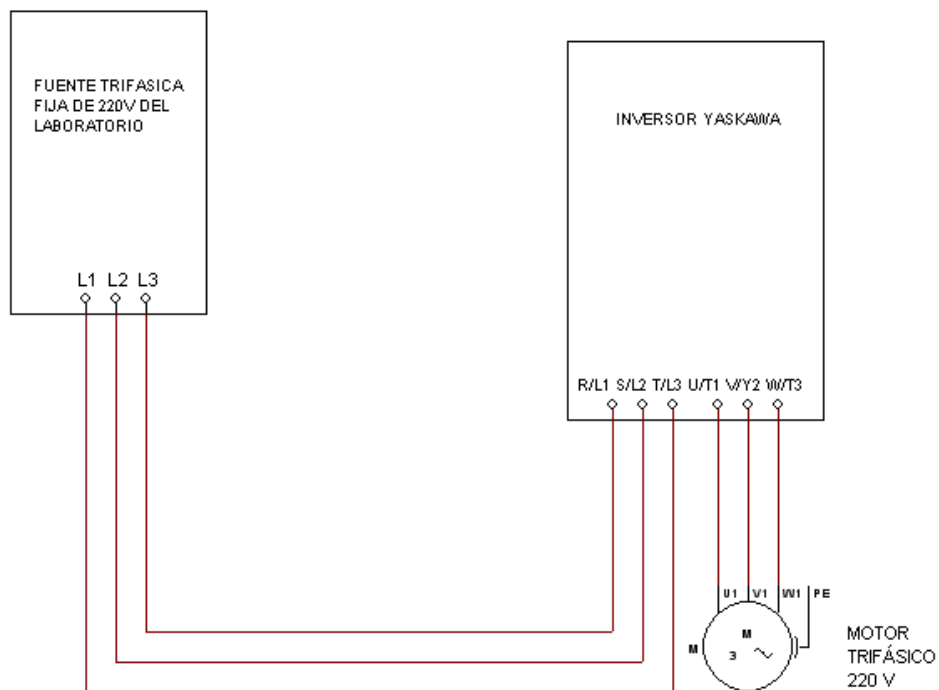 FUENTE TRIFASICA
FIJA DE 220V DEL
LABORATORIO
INVERSOR YASKAWA
L1 L2 L3
R/L1 S/L2 T/L3 U/T1 V/Y2 W/T3
U1 V1 W1 PE
M
M
3
MOTOR
TRIFÁSICO
220 V